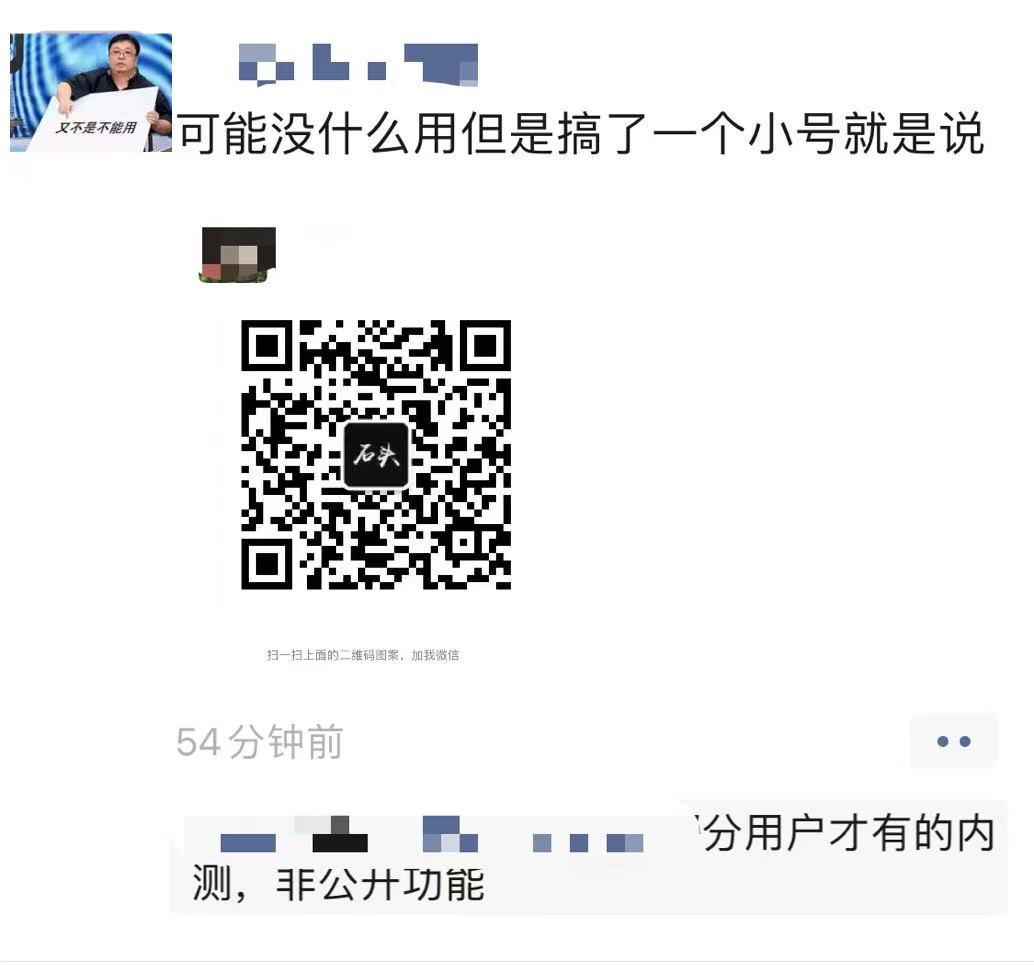 又不是不能用
可能没什么用但是搞了一个小号就是说
石头
扫一扫上面的二维码图案，加我微信
54分钟前
分用户才有的内
测，非公开功能